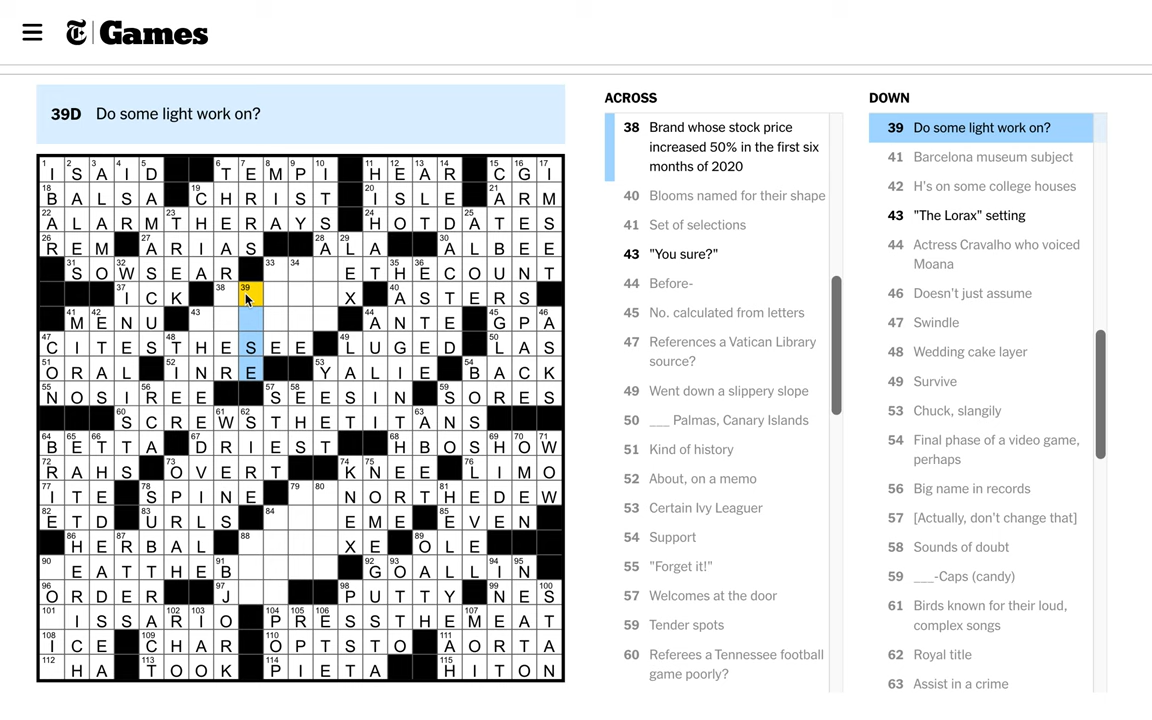 Games
39D Do some light work on?
ACROSS
38 Brand whose stock price
increased 50% in the first six
months of 2020
40 Blooms named for their shape
41 Set of selections
43 "You sure?"
44 Before-
45 No. calculated from letters
47 References a Vatican Library
source?
49 Went down a slippery slope
50 ___ Palmas, Canary Islands
51 Kind of history
52 About, on a memo
53 Certain Ivy Leaguer
54 Support
55 "Forget it!"
57 Welcomes at the door
59 Tender spots
60 Referees a Tennessee football
game poorly?
DOWN
39 Do some light work on?
41 Barcelona museum subject
42 H's on some college houses
43 "The Lorax" setting
44 Actress Cravalho who voiced
Moana
46 Doesn't just assume
47 Swindle
48 Wedding cake layer
49 Survive
53 Chuck, slangily
54 Final phase of a video game,
perhaps
56 Big name in records
57 [Actually, don't change that]
58 Sounds of doubt
59 ___-Caps (candy)
61 Birds known for their loud,
complex songs
62 Royal title
63 Assist in a crime
I S A I D T E M P I H E A R C G I
B A L S A C H R I S T I S L E A R M
A L A R M T H E R A Y S H O T D A T E S
R E M A R I A S A L A A L B E E
S O W S E A R E T H E C O U N T
I C K X A S T E R S
M E N U A N T E G P A
C I T E S T H E S E E L U G E D L A S
O R A L I N R E Y A L I E B A C K
N O S I R E E S E E S I N S O R E S
S C R E W S T H E T I T A N S
B E T T A D R I E S T H B O S H O W
R A H S O V E R T K N E E L I M O
I T E S P I N E N O R T H E D E W
E T D U R L S E M E E V E N
H E R B A L X E O L E
E A T T H E B G O A L L I N
O R D E R J P U T T Y N E S
I S S A R I O P R E S S T H E M E A T
I C E C H A R O P T S T O A O R T A
H A T O O K P I E T A H I T O N